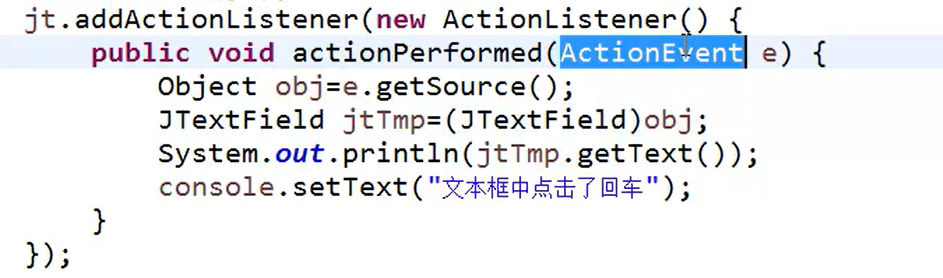 jt.addActionListener(new ActionListener() {
    public void actionPerformed(ActionEvent e) {
        Object obj=e.getSource();
        JTextField jtTmp=(JTextField)obj;
        System.out.println(jtTmp.getText());
        console.setText("文本框中点击了回车");
    }
});